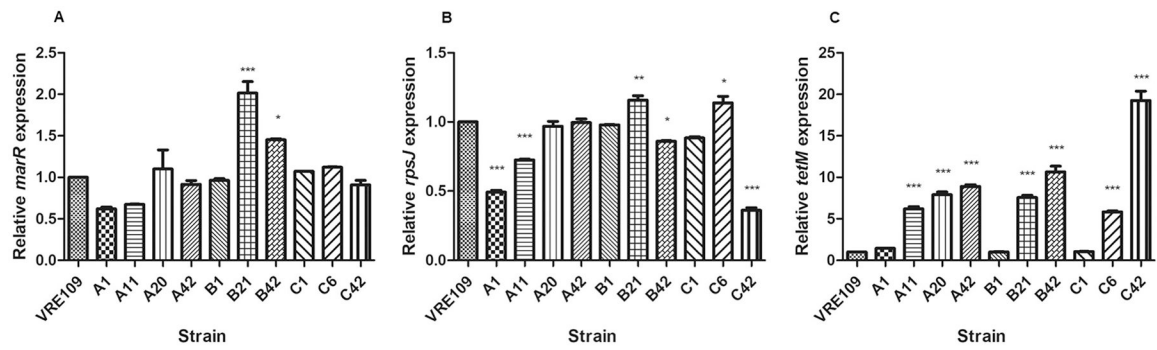 A
Relative marR expression
2.5
2.0
1.5
1.0
0.5
0.0
***
*
VRE109
A1
A11
A20
A42
B1
B21
B42
C1
C6
C42
Strain
B
Relative rpsJ expression
1.5
1.0
0.5
0.0
***
***
**
*
*
***
VRE109
A1
A11
A20
A42
B1
B21
B42
C1
C6
C42
Strain
C
Relative tetM expression
25
20
15
10
5
0
***
***
***
***
***
***
***
VRE109
A1
A11
A20
A42
B1
B21
B42
C1
C6
C42
Strain